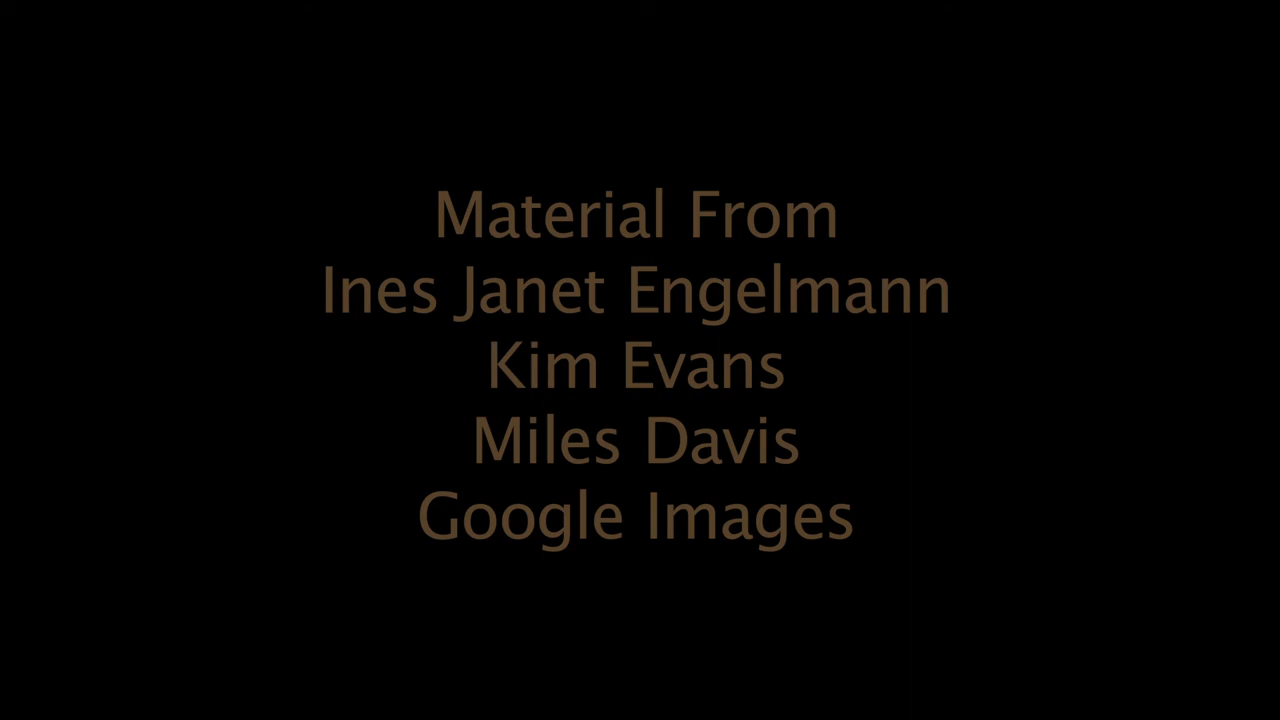 Material From
Ines Janet Engelmann
Kim Evans
Miles Davis
Google Images